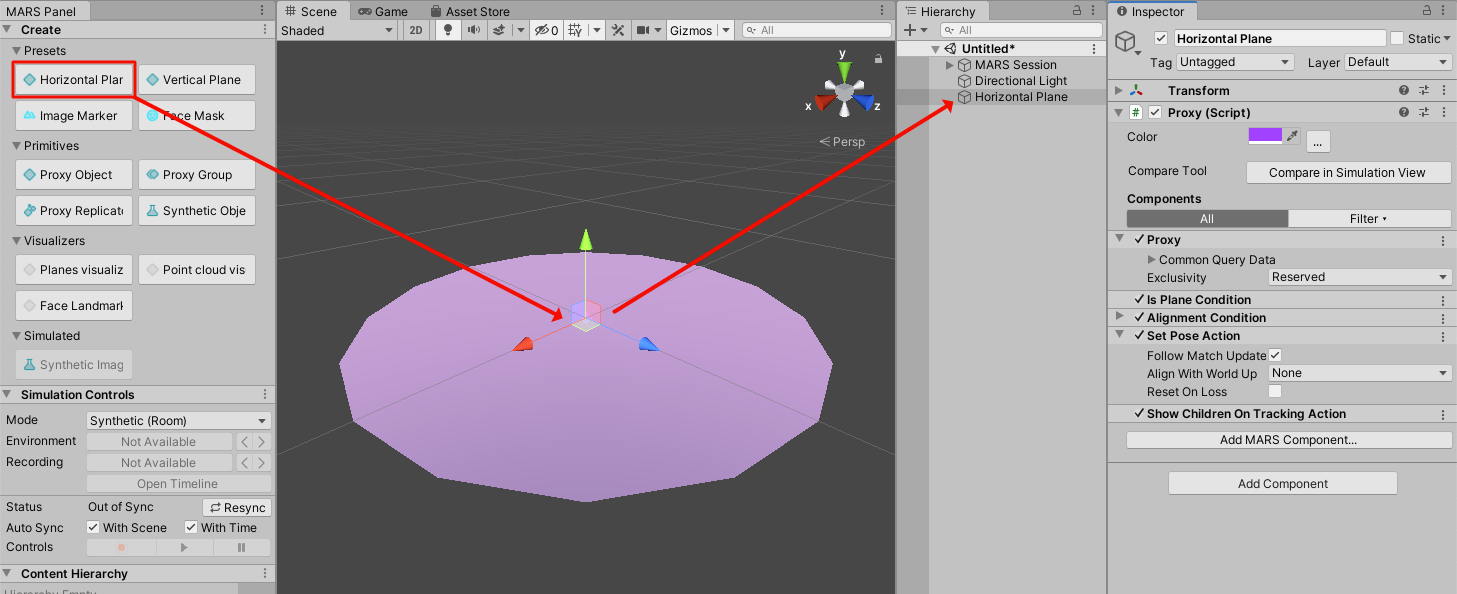 MARS Panel
Create
Presets
Horizontal Plar
Vertical Plane
Image Marker
Face Mask
Primitives
Proxy Object
Proxy Group
Proxy Replicate
Synthetic Obje
Visualizers
Planes visualiz
Point cloud vis
Face Landmark
Simulated
Synthetic Imag
Simulation Controls
Mode
Synthetic (Room)
Environment
Not Available
Recording
Not Available
Open Timeline
Status
Out of Sync
Resync
Auto Sync
With Scene
With Time
Controls
Content Hierarchy
Hierarchy Empty
Scene
Game
Asset Store
Shaded
2D
0
Gizmos
All
y
x
z
Persp
Hierarchy
All
Untitled*
MARS Session
Directional Light
Horizontal Plane
Inspector
Horizontal Plane
Static
Tag
Untagged
Layer
Default
Transform
#
Proxy (Script)
Color
...
Compare Tool
Compare in Simulation View
Components
All
Filter
Proxy
Common Query Data
Exclusivity
Reserved
Is Plane Condition
Alignment Condition
Set Pose Action
Follow Match Update
Align With World Up
None
Reset On Loss
Show Children On Tracking Action
Add MARS Component...
Add Component